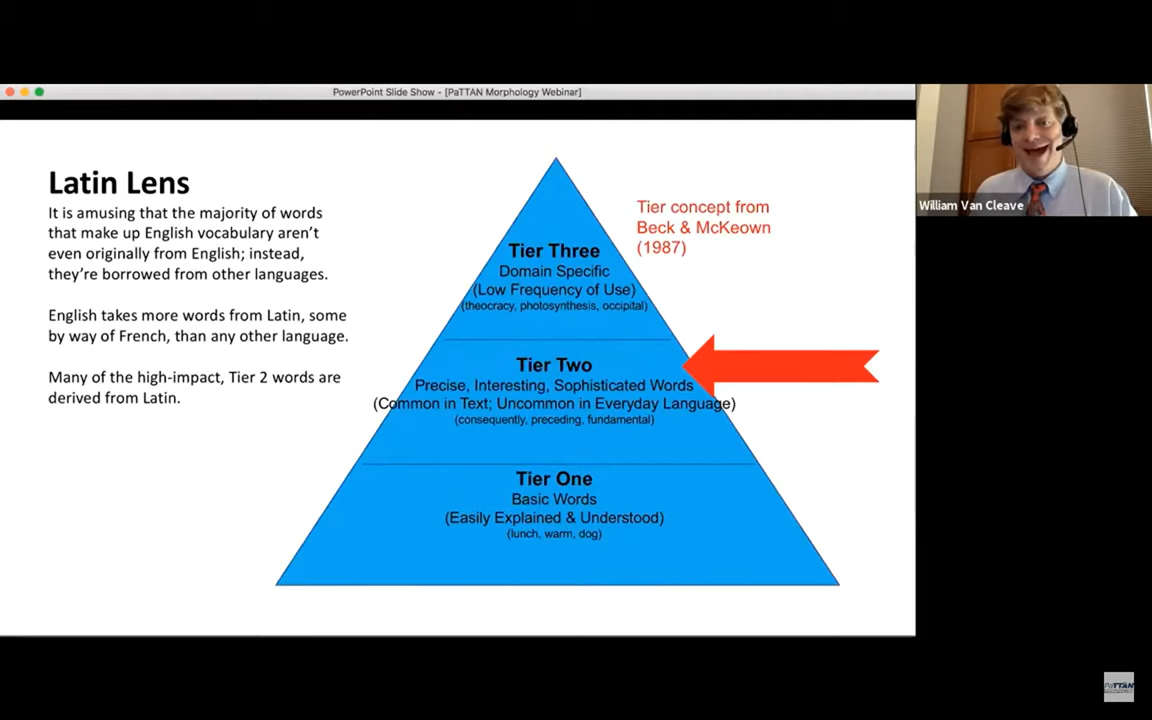 PowerPoint Slide Show - [PaTTAN Morphology Webinar]
Latin Lens
It is amusing that the majority of words
that make up English vocabulary aren't
even originally from English; instead,
they're borrowed from other languages.
English takes more words from Latin, some
by way of French, than any other language.
Many of the high-impact, Tier 2 words are
derived from Latin.
Tier Three
Domain Specific
(Low Frequency of Use)
(theocracy, photosynthesis, occipital)
Tier Two
Precise, Interesting, Sophisticated Words
(Common in Text; Uncommon in Everyday Language)
(consequently, preceding, fundamental)
Tier One
Basic Words
(Easily Explained & Understood)
(lunch, warm, dog)
Tier concept from
Beck & McKeown
(1987)
William Van Cleave
PaTTAN